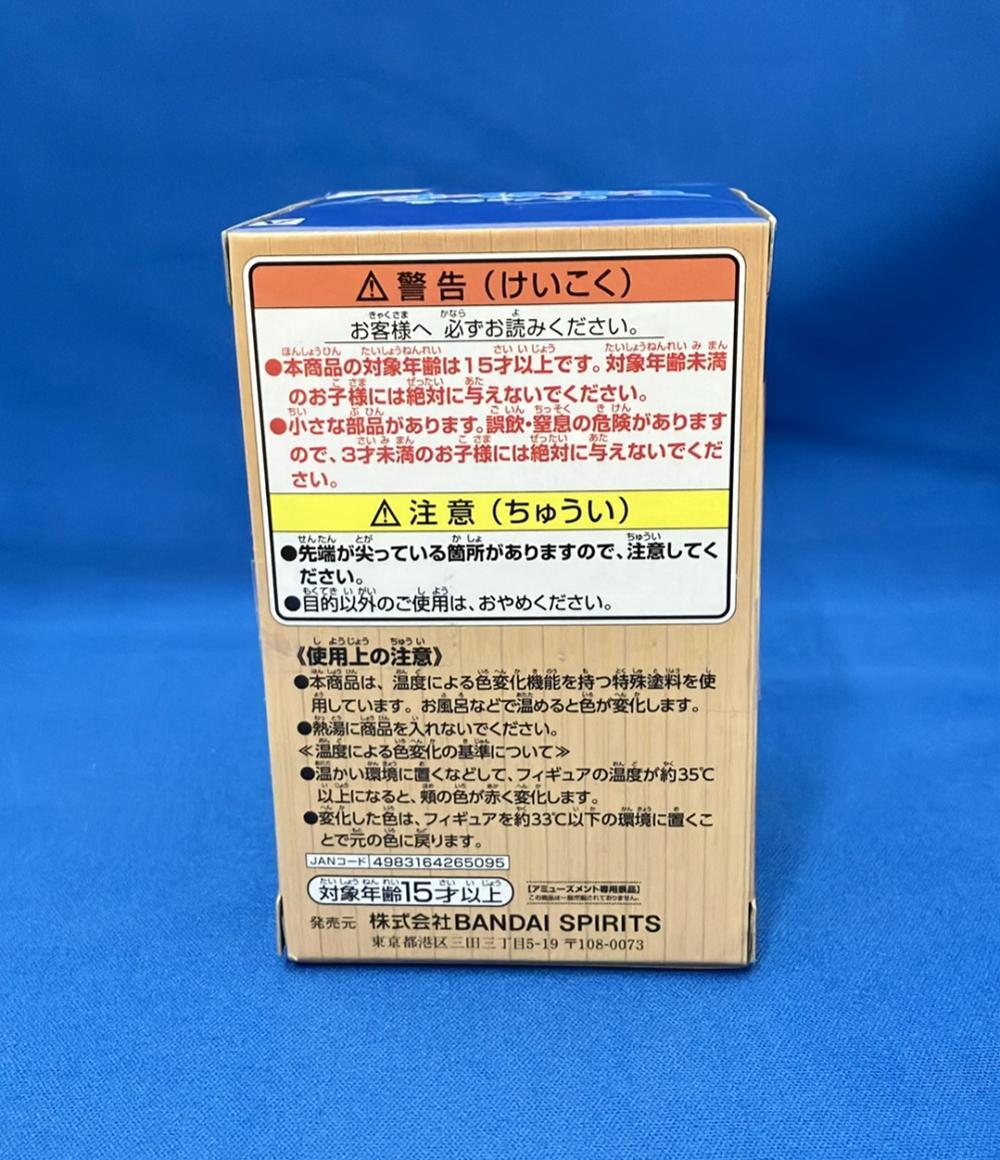 ⚠警告（けいこく）
お客様へ 必ずお読みください。
●本商品の対象年齢は15才以上です。対象年齢未満
のお子様には絶対に与えないでください。
●小さな部品があります。誤飲・窒息の危険があります
ので、3才未満のお子様には絶対に与えないでくだ
さい。
⚠注意（ちゅうい）
●先端が尖っている箇所がありますので、注意してく
ださい。
●目的以外のご使用は、おやめください。
《使用上の注意》
●本商品は、温度による色変化機能を持つ特殊塗料を使
用しています。お風呂などで温めると色が変化します。
●熱湯に商品を入れないでください。
≪温度による色変化の基準について≫
●温かい環境に置くなどして、フィギュアの温度が約35℃
以上になると、頬の色が赤く変化します。
●変化した色は、フィギュアを約33℃以下の環境に置くこ
とで元の色に戻ります。
JANコード 4983164265095
対象年齢15才以上
【アミューズメント専用景品】
この商品は一般市販されておりません。
発売元 株式会社BANDAI SPIRITS
東京都港区三田三丁目5-19 〒108-0073